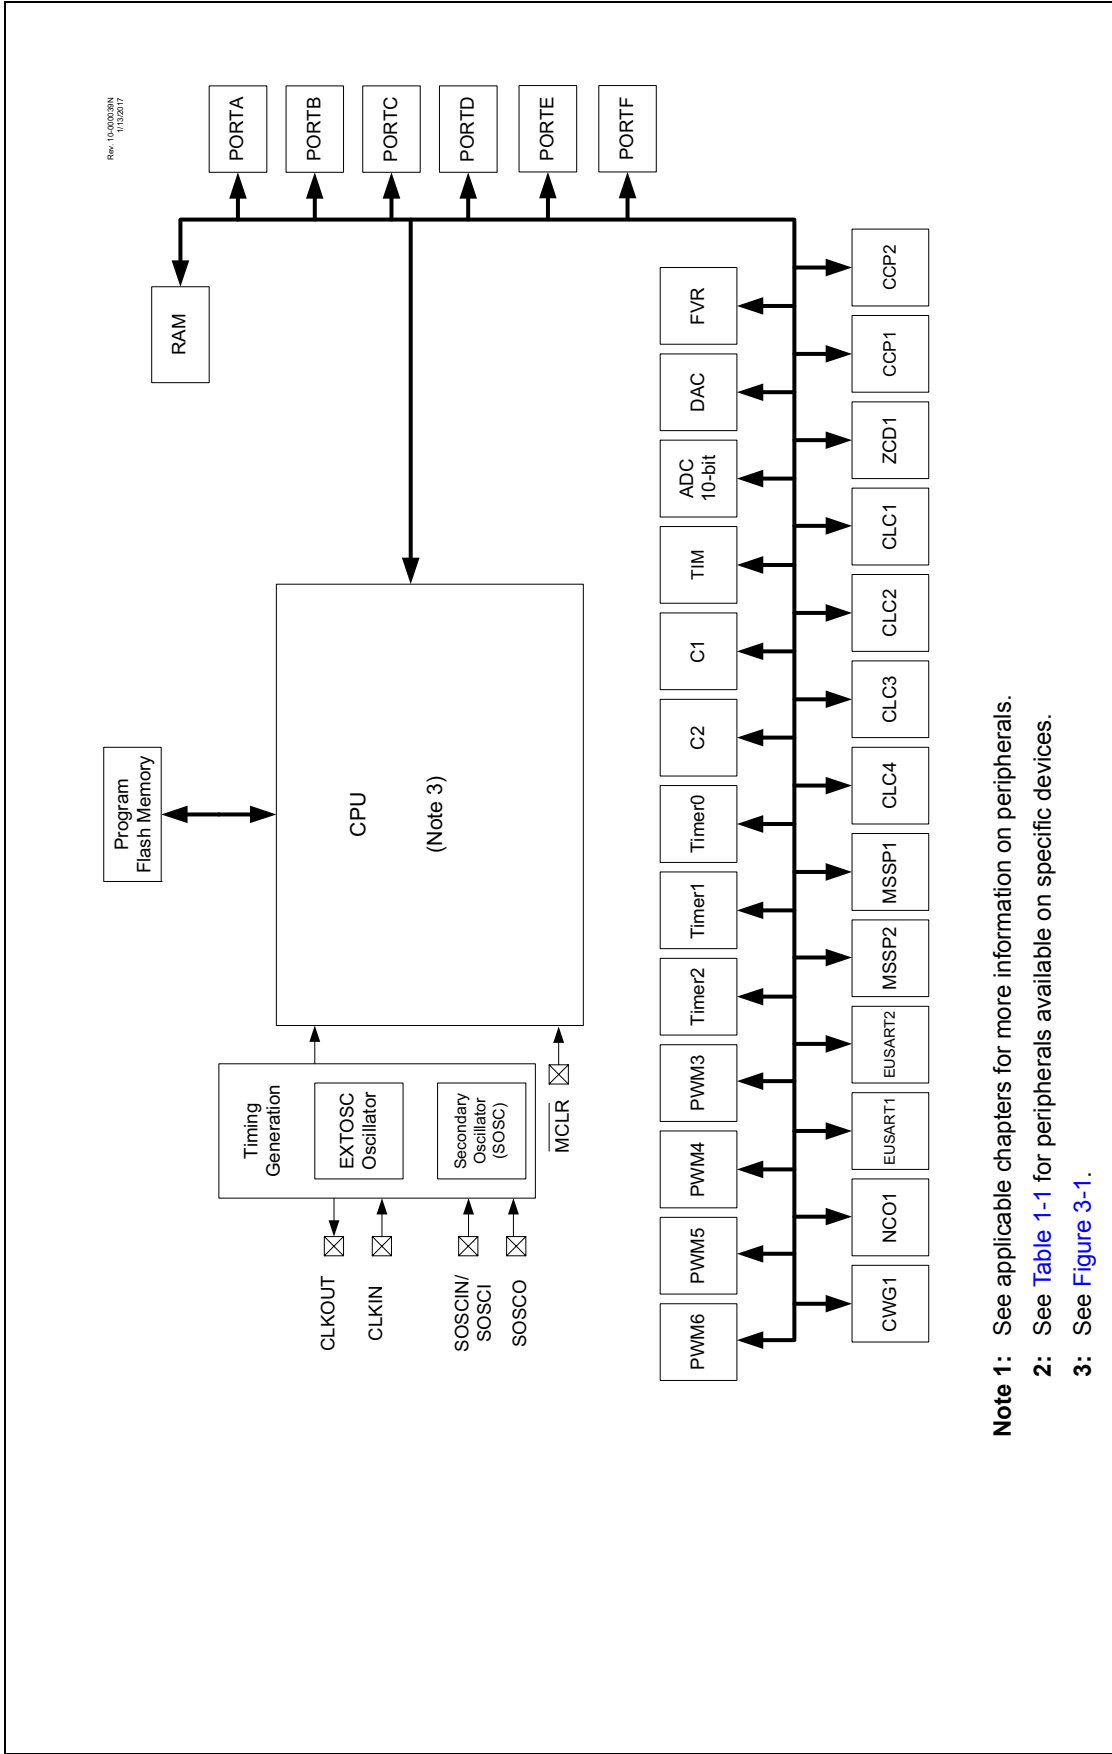 Rev. 10-000039N
1/13/2017
Program
Flash Memory
RAM
PORTA
PORTB
PORTC
PORTD
PORTE
PORTF
Timing
Generation
EXTOSC
Oscillator
Secondary
Oscillator
(SOSC)
CLKOUT
CLKIN
SOSCIN/
SOSCI
SOSCO
MCLR
CPU
(Note 3)
PWM6
PWM5
PWM4
PWM3
Timer2
Timer1
Timer0
C2
C1
TIM
ADC
10-bit
DAC
FVR
CWG1
NCO1
EUSART1
EUSART2
MSSP2
MSSP1
CLC4
CLC3
CLC2
CLC1
ZCD1
CCP1
CCP2
Note 1: See applicable chapters for more information on peripherals.
2: See Table 1-1 for peripherals available on specific devices.
3: See Figure 3-1.